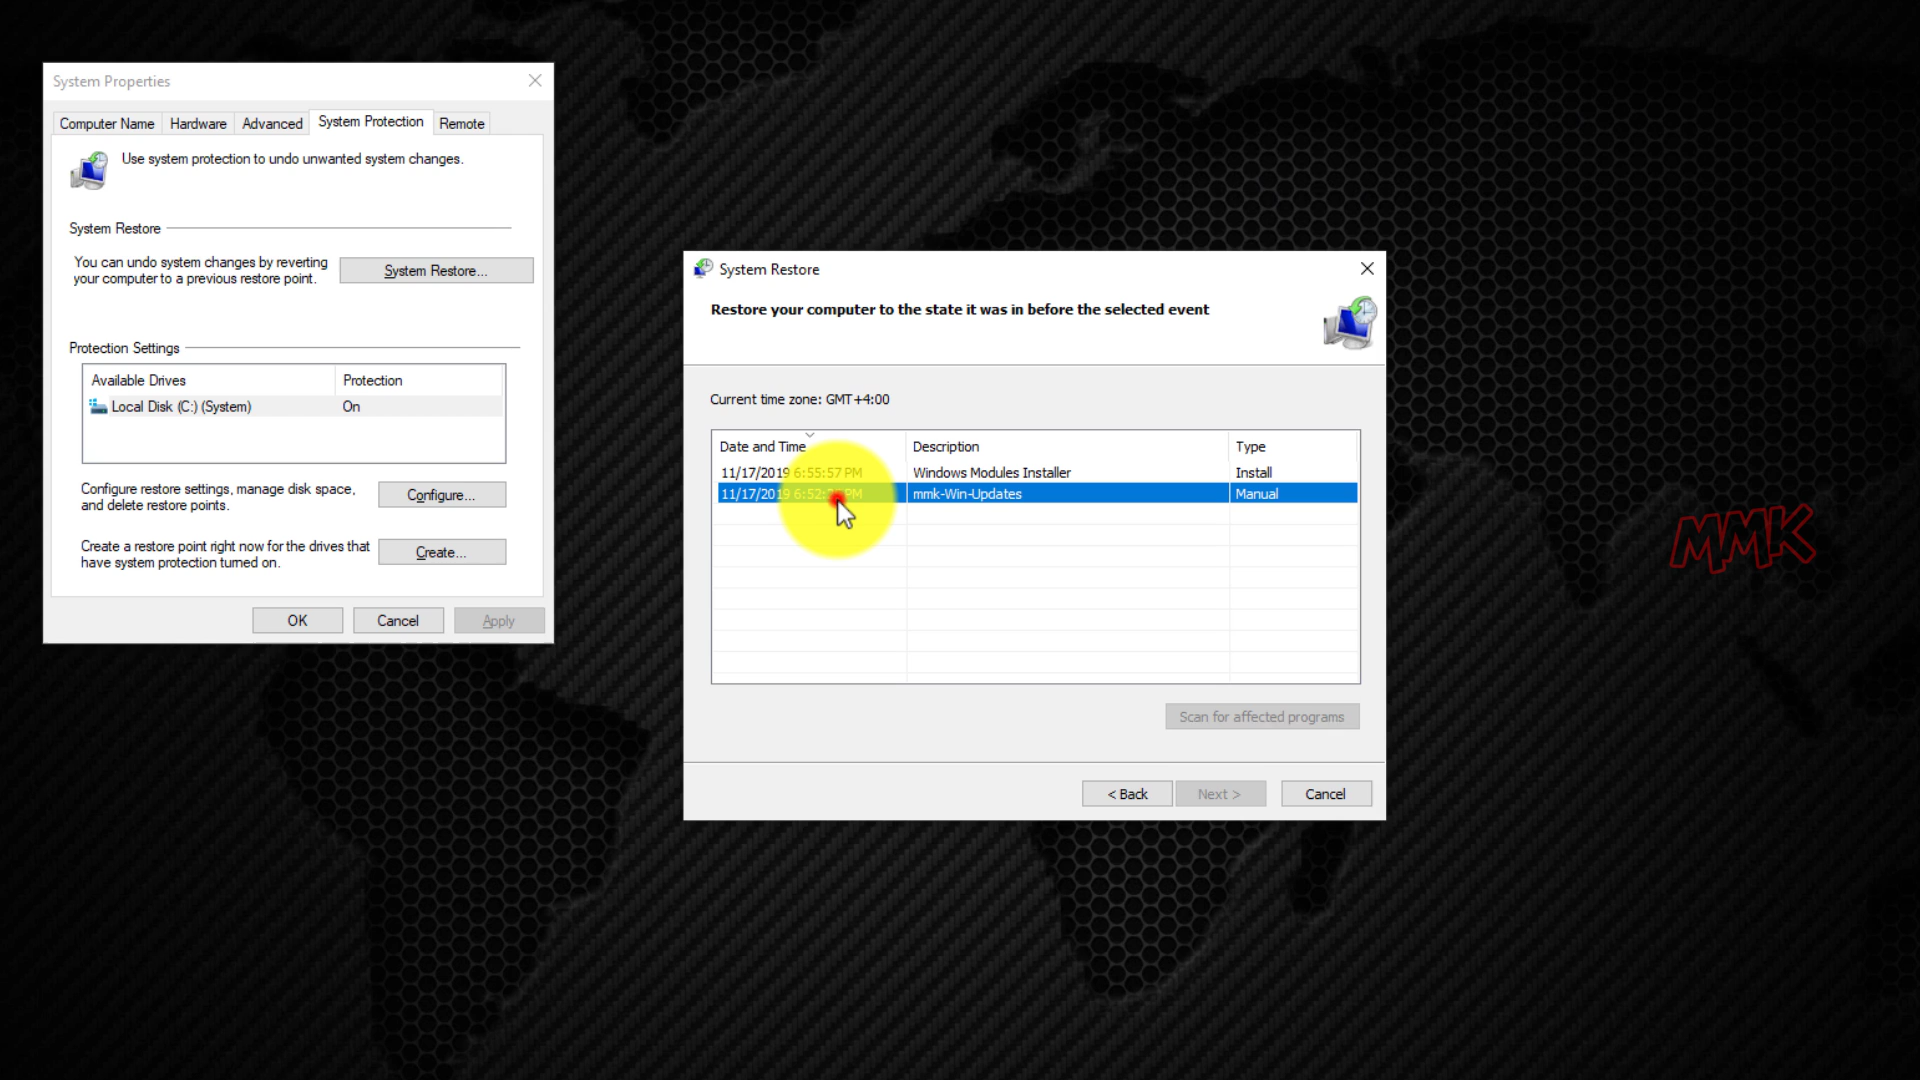 System Properties
Computer Name
Hardware
Advanced
System Protection
Remote
Use system protection to undo unwanted system changes.
System Restore
You can undo system changes by reverting
your computer to a previous restore point.
System Restore...
Protection Settings
Available Drives
Protection
Local Disk (C:) (System)
On
Configure restore settings, manage disk space,
and delete restore points.
Configure...
Create a restore point right now for the drives that
have system protection turned on.
Create...
OK
Cancel
Apply
System Restore
Restore your computer to the state it was in before the selected event
Current time zone: GMT+4:00
Date and Time
Description
Type
11/17/2019 6:55:57 PM
Windows Modules Installer
Install
11/17/2019 PM
mmk-Win-Updates
Manual
Scan for affected programs
< Back
Next >
Cancel
MMK